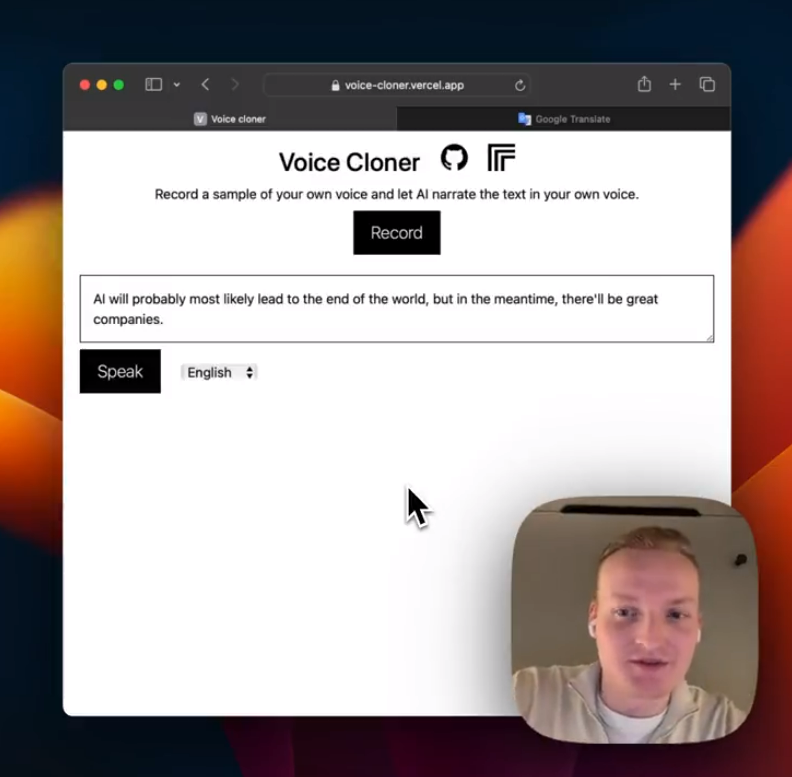 voice-cloner.vercel.app
V Voice cloner
Google Translate
Voice Cloner
Record a sample of your own voice and let AI narrate the text in your own voice.
Record
AI will probably most likely lead to the end of the world, but in the meantime, there'll be great
companies.
Speak
English